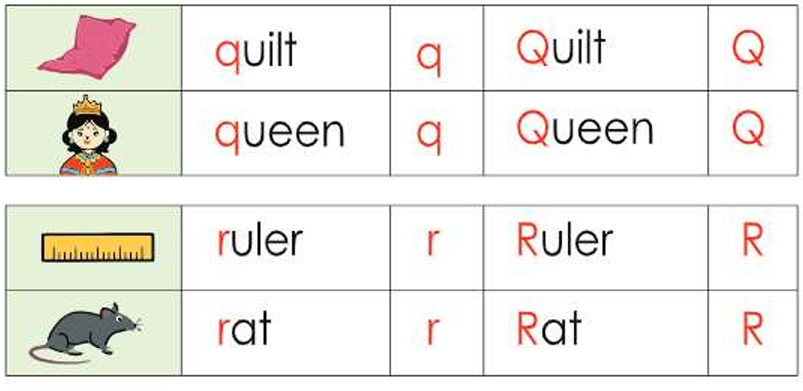 quilt q Quilt Q
queen q Queen Q
ruler r Ruler R
rat r Rat R